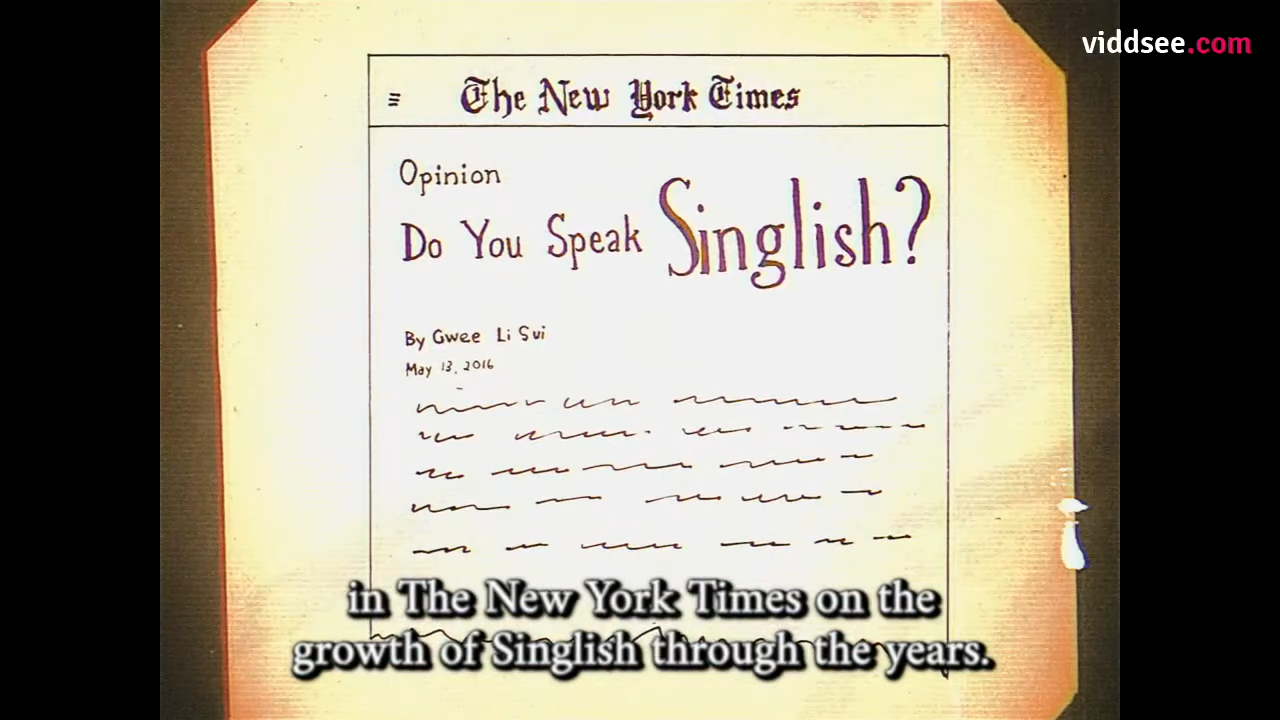 viddsee.com
The New York Times
Opinion
Do You Speak Singlish?
By Gwee Li Sui
May 13, 2016
in The New York Times on the
growth of Singlish through the years.